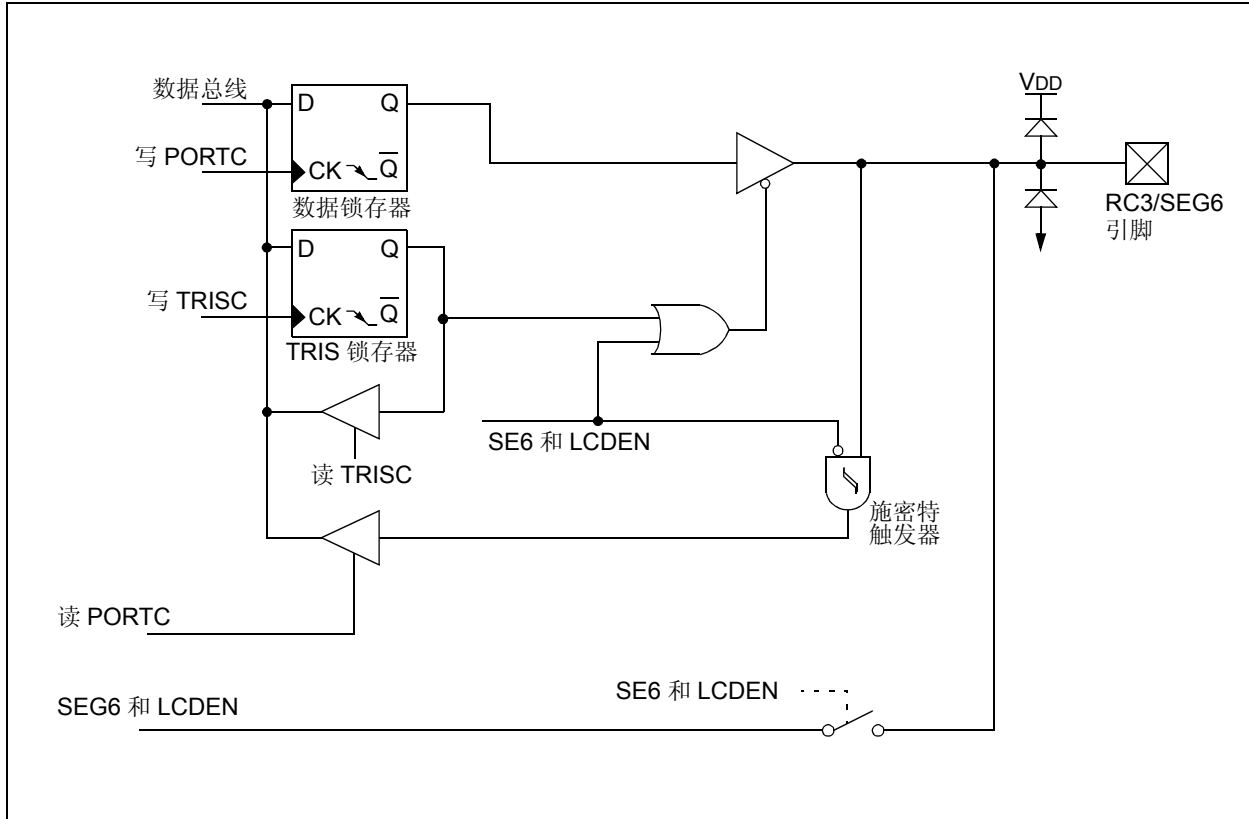 数据总线
D Q
写 PORTC
CK Q̅
数据锁存器
VDD
RC3/SEG6
引脚
D Q
写 TRISC
CK Q̅
TRIS 锁存器
读 TRISC
SE6 和 LCDEN
施密特
触发器
读 PORTC
SEG6 和 LCDEN
SE6 和 LCDEN